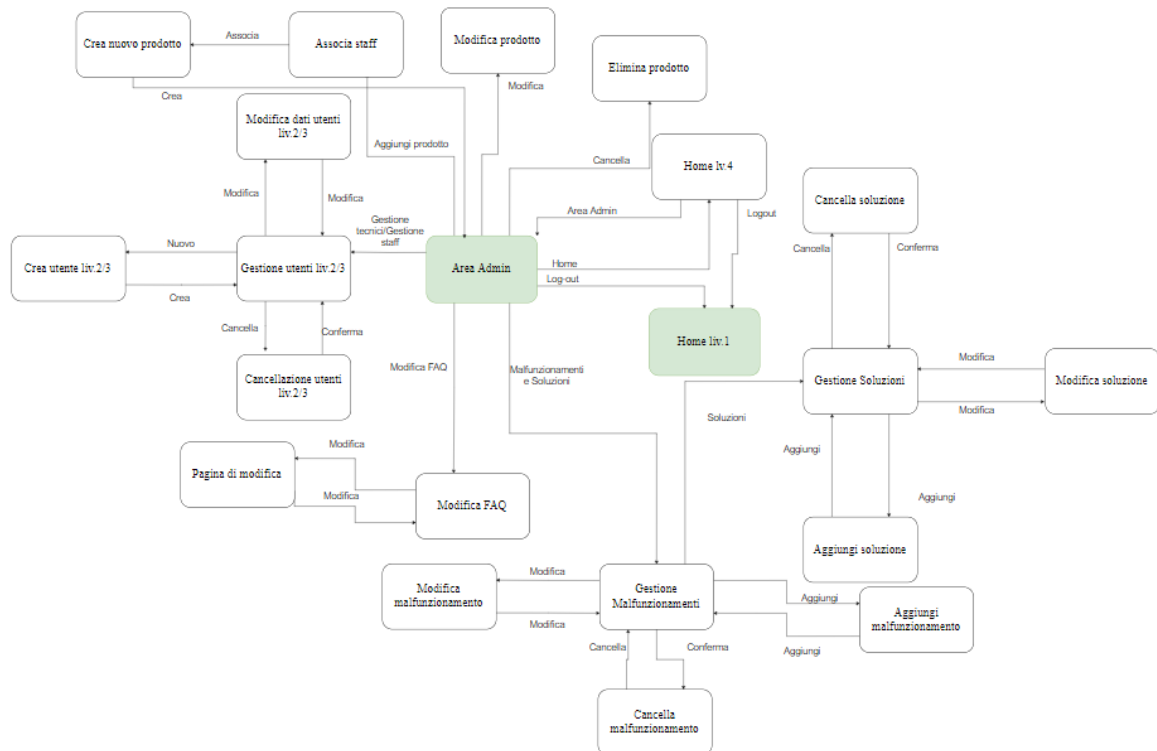 Associa
Crea nuovo prodotto
Associa staff
Modifica prodotto
Elimina prodotto
Modifica
Crea
Modifica dati utenti
liv.2/3
Aggiungi prodotto
Cancella
Home lv.4
Cancella soluzione
Modifica
Modifica
Area Admin
Logout
Gestione
tecnici/Gestione
staff
Nuovo
Cancella
Conferma
Crea utente liv.2/3
Gestione utenti liv.2/3
Area Admin
Home
Log-out
Crea
Cancella
Conferma
Home liv.1
Modifica FAQ
Malfunzionamenti
e Soluzioni
Modifica
Cancellazione utenti
liv.2/3
Gestione Soluzioni
Modifica soluzione
Modifica
Soluzioni
Modifica
Aggiungi
Pagina di modifica
Aggiungi
Modifica
Modifica FAQ
Aggiungi soluzione
Modifica
Modifica
malfunzionamento
Gestione
Malfunzionamenti
Aggiungi
Aggiungi
malfunzionamento
Modifica
Cancella
Conferma
Aggiungi
Cancella
malfunzionamento